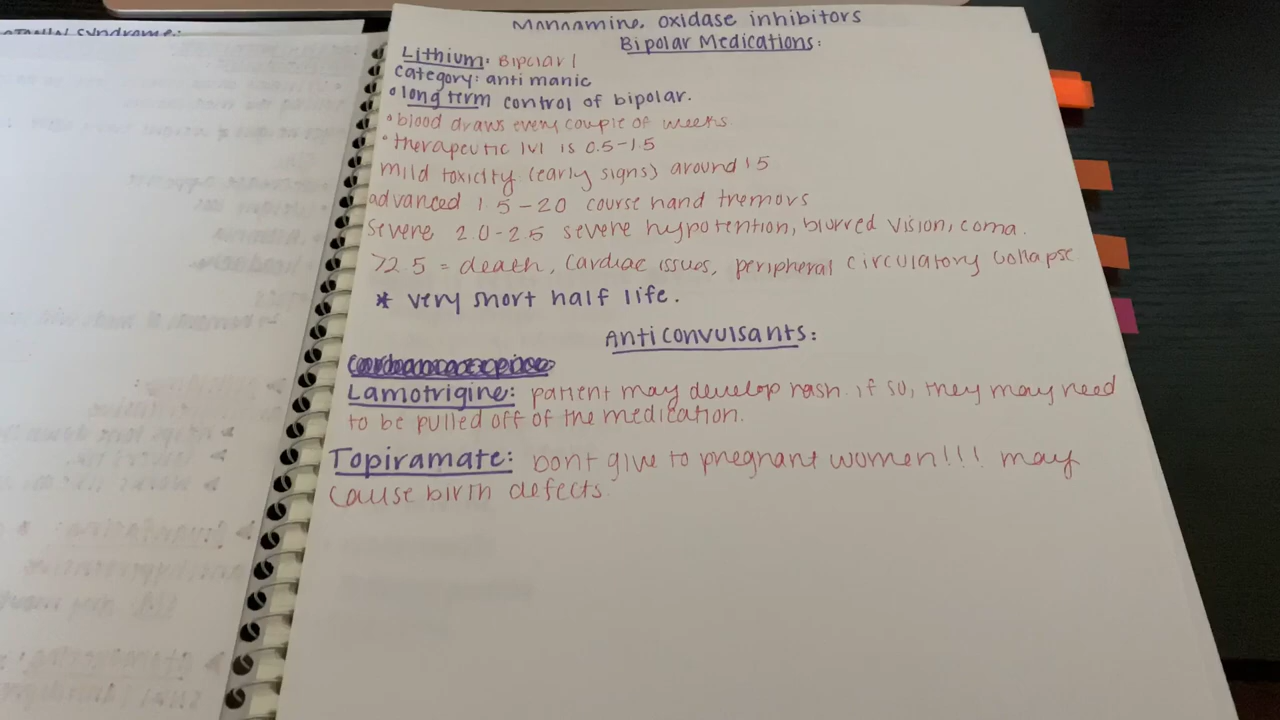 Monoamine oxidase inhibitors
Bipolar Medications:
Lithium: Bipolar 1
category: antimanic
°long term control of bipolar.
°blood draws every couple of weeks
°therapeutic lvl is 0.5-1.5
mild toxicity (early signs) around 1.5
advanced 1.5-2.0 course hand tremors
severe 2.0-2.5 severe hypotention, blurred vision, coma.
>2.5 = death, cardiac issues, peripheral circulatory collapse
* very short half life.
Anticonvulsants:
Lamotrigine: patient may develop rash. if so, they may need
to be pulled off of the medication.
Topiramate: dont give to pregnant women!!! may
cause birth defects.